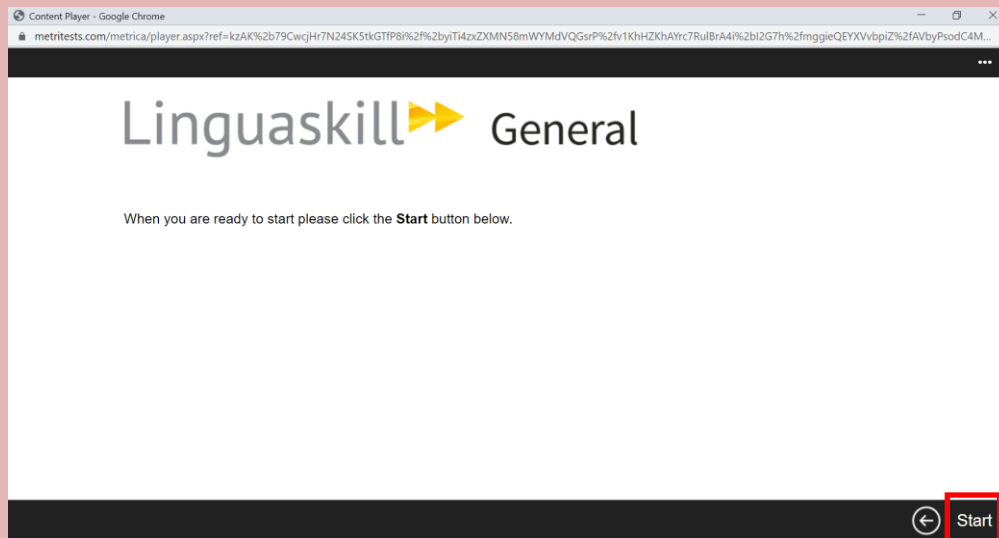 Content Player - Google Chrome
metritests.com/metrica/player.aspx?ref=kzAK%2b79CwcjHr7N24SK5tkGTfP8i%2f%2byiTi4zxZXMN58mWYMdVQGsrP%2fv1KhHZKhAYrc7RulBrA4i%2bI2G7h%2fmggieQEYXVvbpiZ%2fAVbyPsodC4M...
Linguaskill General
When you are ready to start please click the Start button below.
Start